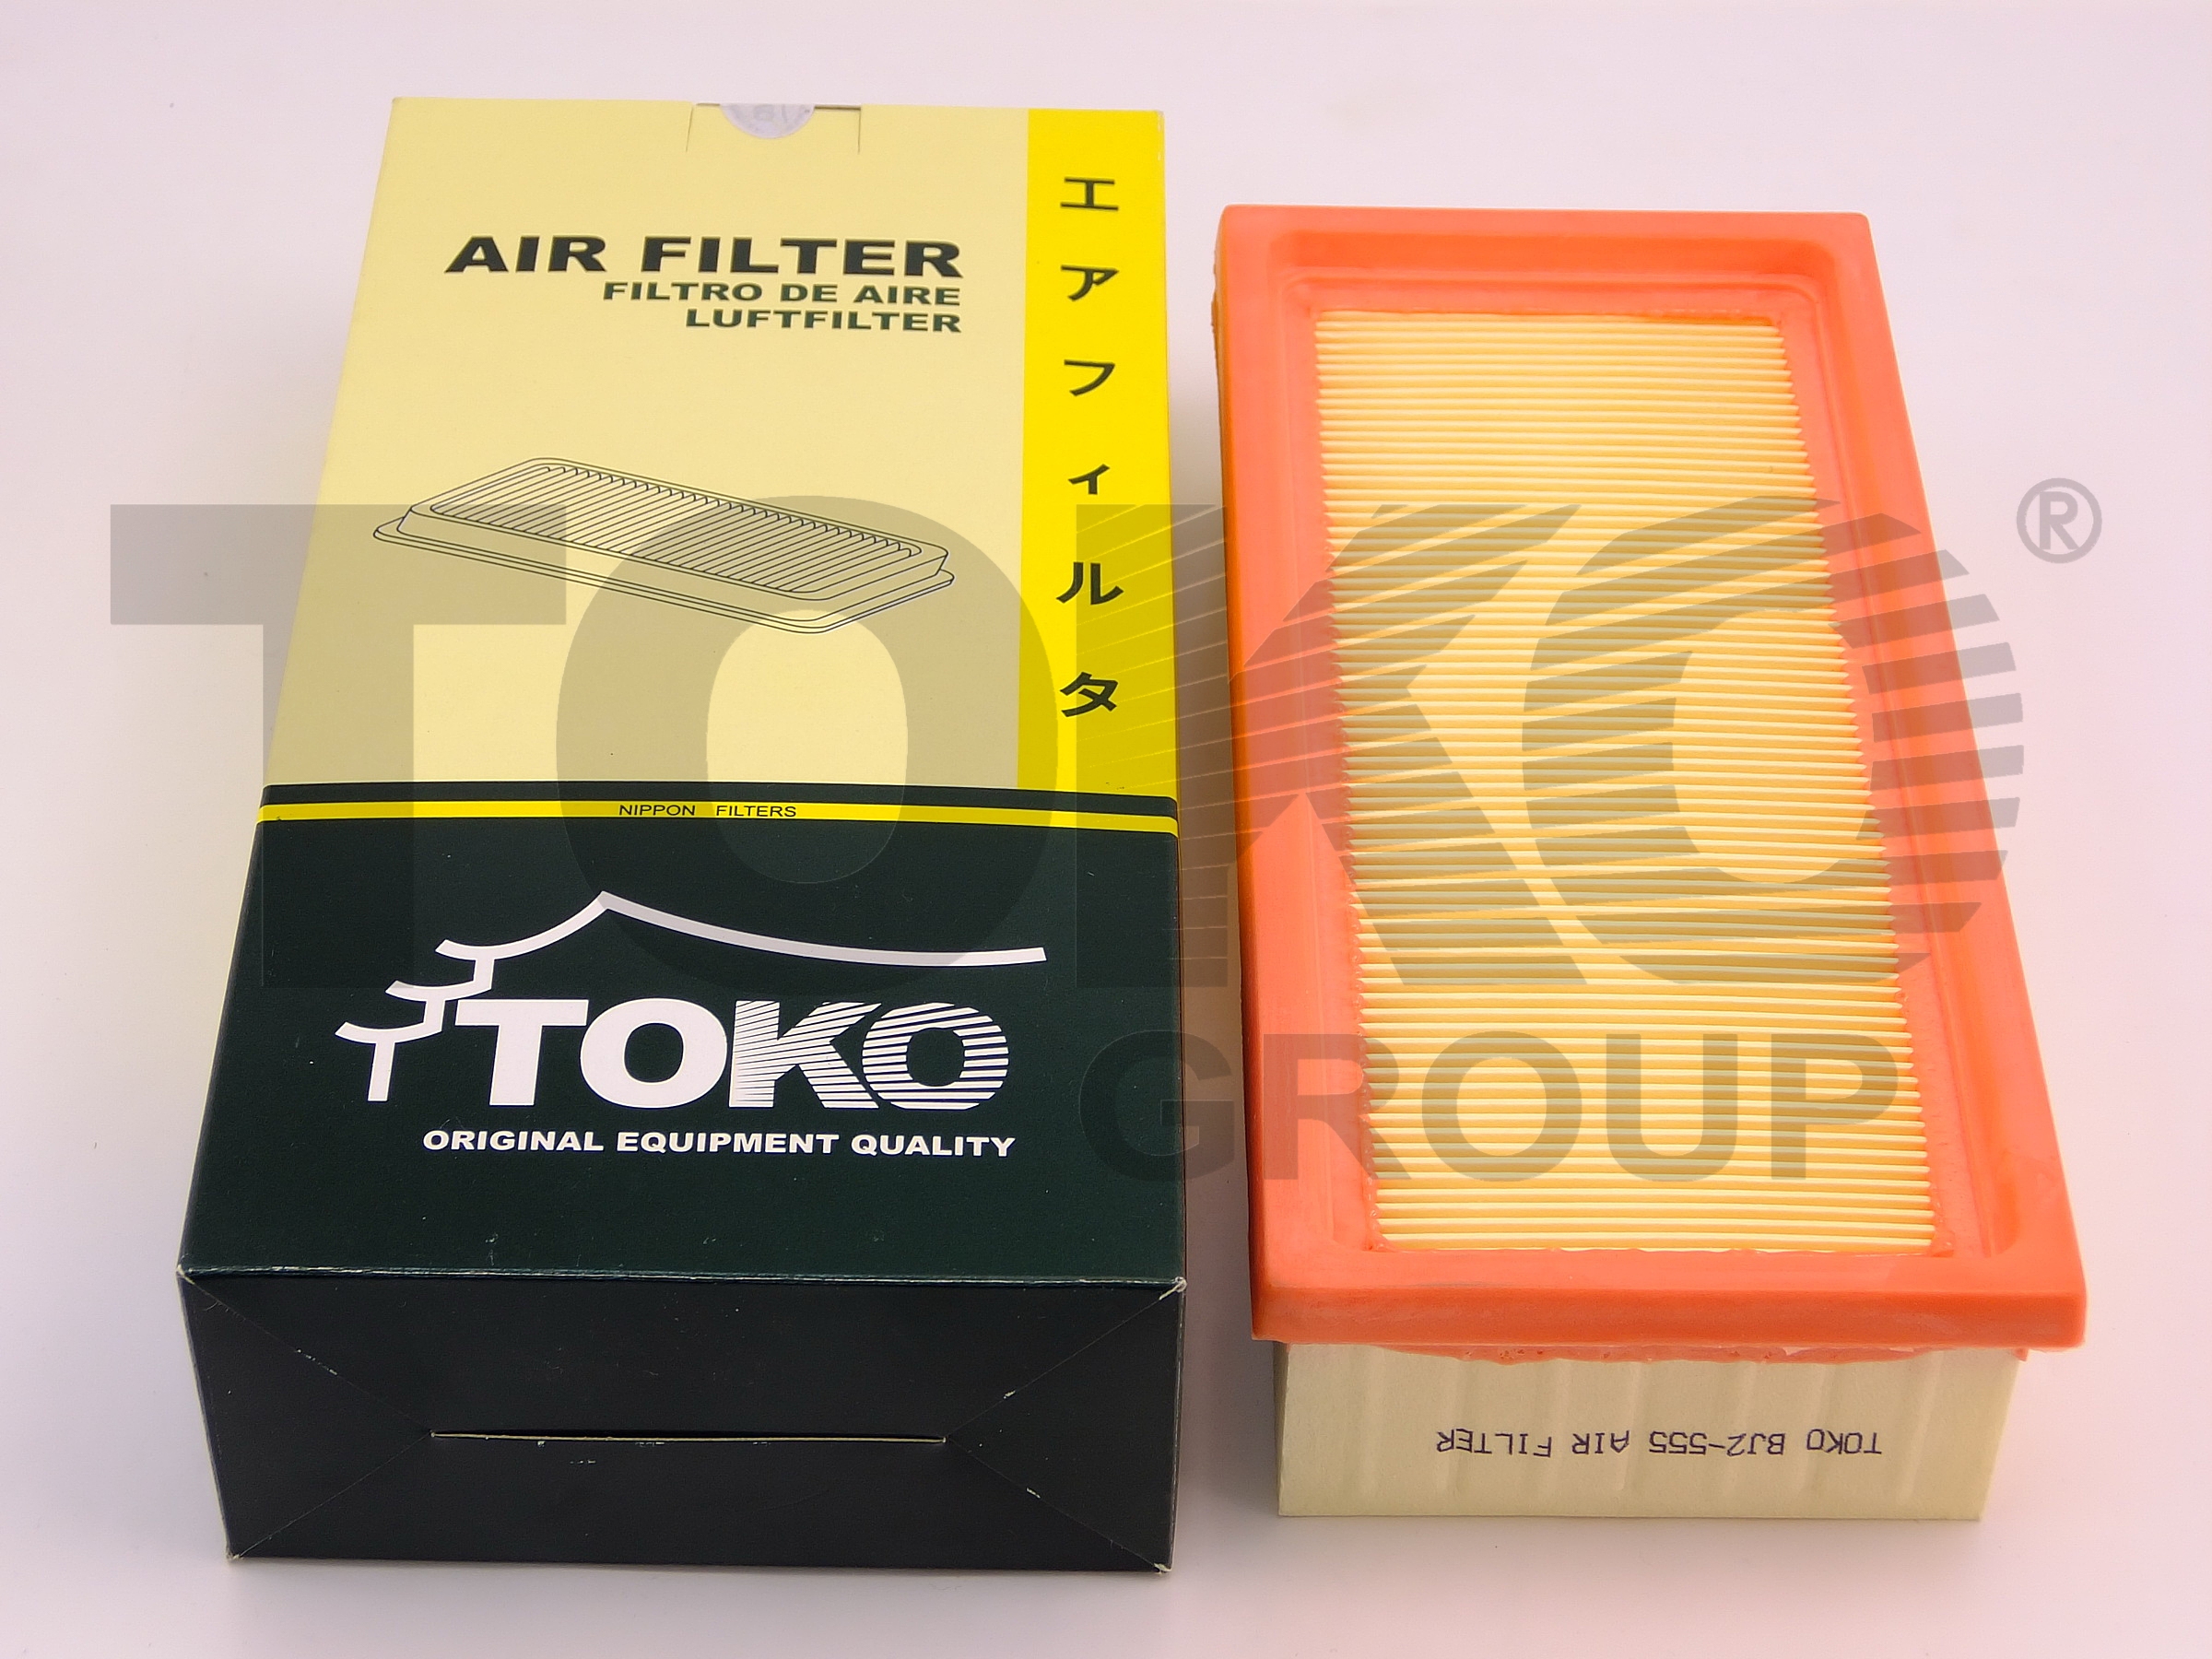 AIR FILTER
FILTRO DE AIRE
LUFTFILTER
エアフィルタ
NIPPON FILTERS
TOKO
ORIGINAL EQUIPMENT QUALITY
TOKO BJ2-555 AIR FILTER
TOKO ®
GROUP